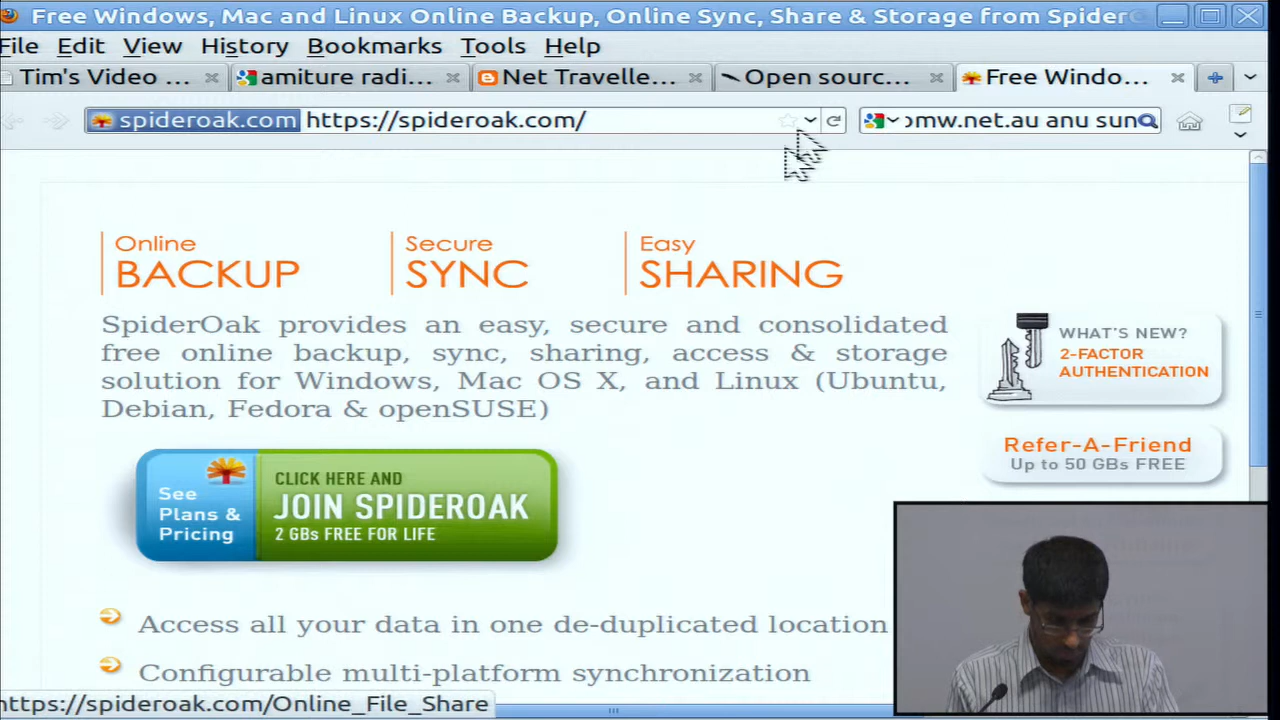 Free Windows, Mac and Linux Online Backup, Online Sync, Share & Storage from Spider
File Edit View History Bookmarks Tools Help
Tim's Video ... amiture radi... Net Travelle... Open sourc... Free Windo...
spideroak.com https://spideroak.com/ omw.net.au anu sun
Online
BACKUP
Secure
SYNC
Easy
SHARING
SpiderOak provides an easy, secure and consolidated
free online backup, sync, sharing, access & storage
solution for Windows, Mac OS X, and Linux (Ubuntu,
Debian, Fedora & openSUSE)
WHAT'S NEW?
2-FACTOR
AUTHENTICATION
Refer-A-Friend
Up to 50 GBs FREE
See
Plans &
Pricing
CLICK HERE AND
JOIN SPIDEROAK
2 GBs FREE FOR LIFE
Access all your data in one de-duplicated location
Configurable multi-platform synchronization
https://spideroak.com/Online_File_Share